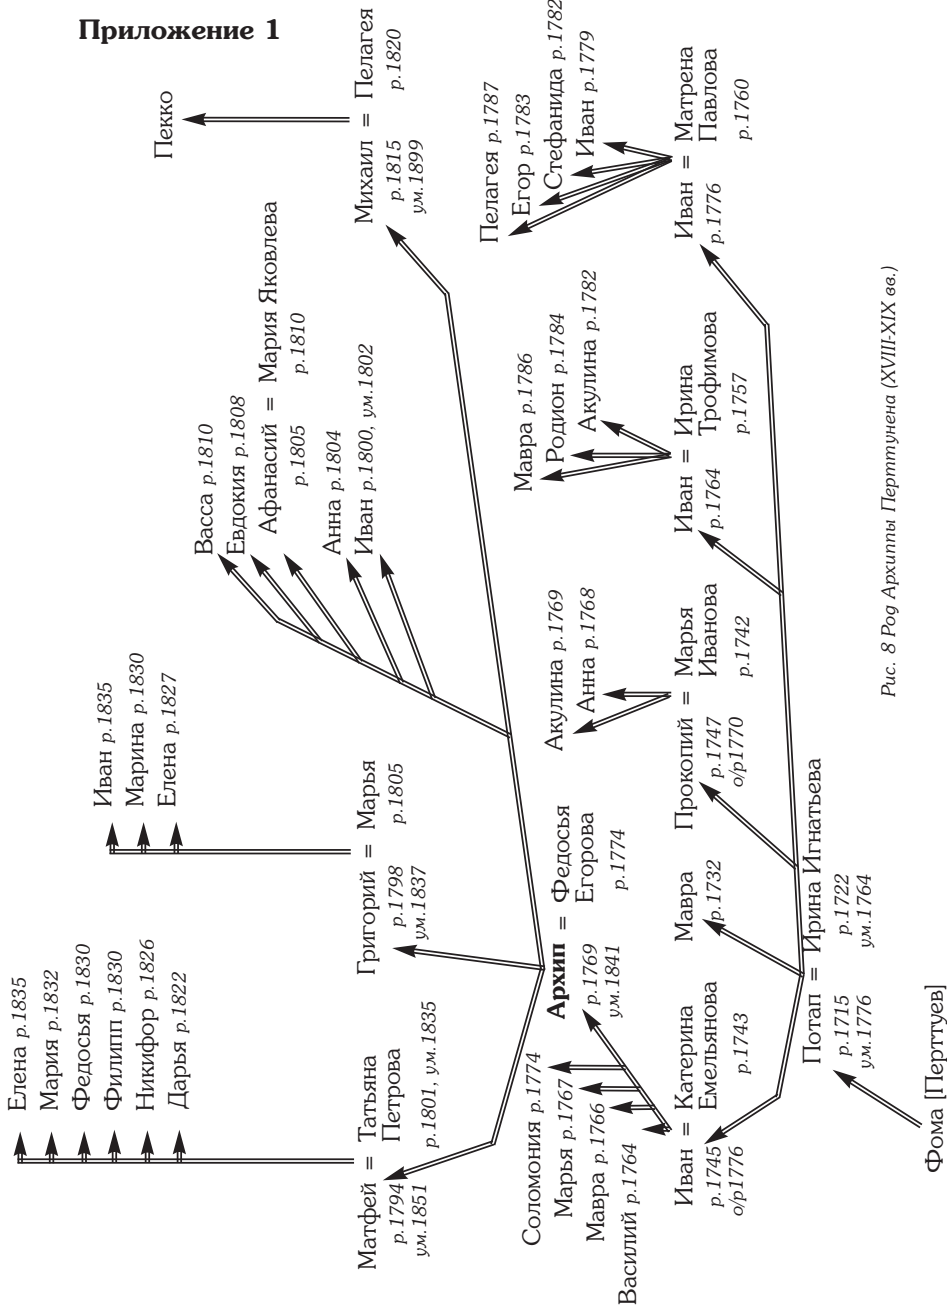 Приложение 1
Елена р.1835
Мария р.1832
Федосья р.1830
Филипп р.1830
Никифор р.1826
Дарья р.1822
Иван р.1835
Марина р.1830
Елена р.1827
Пекко
Матфей = Татьяна
Петрова
р.1794
ум.1851
р.1801, ум.1835
Григорий = Марья
р.1798
ум.1837
р.1805
Васса р.1810
Евдокия р.1808
Афанасий = Мария Яковлева
р.1805
р.1810
Анна р.1804
Иван р.1800, ум.1802
Михаил = Пелагея
р.1815
ум.1899
р.1820
Соломония р.1774
Марья р.1767
Мавра р.1766
Василий р.1764
Архип = Федосья
Егорова
р.1769
ум.1841
р.1774
Акулина р.1769
Анна р.1768
Мавра р.1786
Родион р.1784
Акулина р.1782
Пелагея р.1787
Егор р.1783
Стефанида р.1782
Иван р.1779
Иван = Катерина
Емельянова
р.1745
о/р1776
р.1743
Мавра
р.1732
Прокопий = Марья
Иванова
р.1747
о/р1770
р.1742
Иван = Ирина
Трофимова
р.1764
р.1757
Иван = Матрена
Павлова
р.1776
р.1760
Потап = Ирина Игнатьева
р.1715
ум.1776
р.1722
ум.1764
Фома [Перттуев]
Рис. 8 Род Архиппы Перттунена (XVIII-XIX вв.)